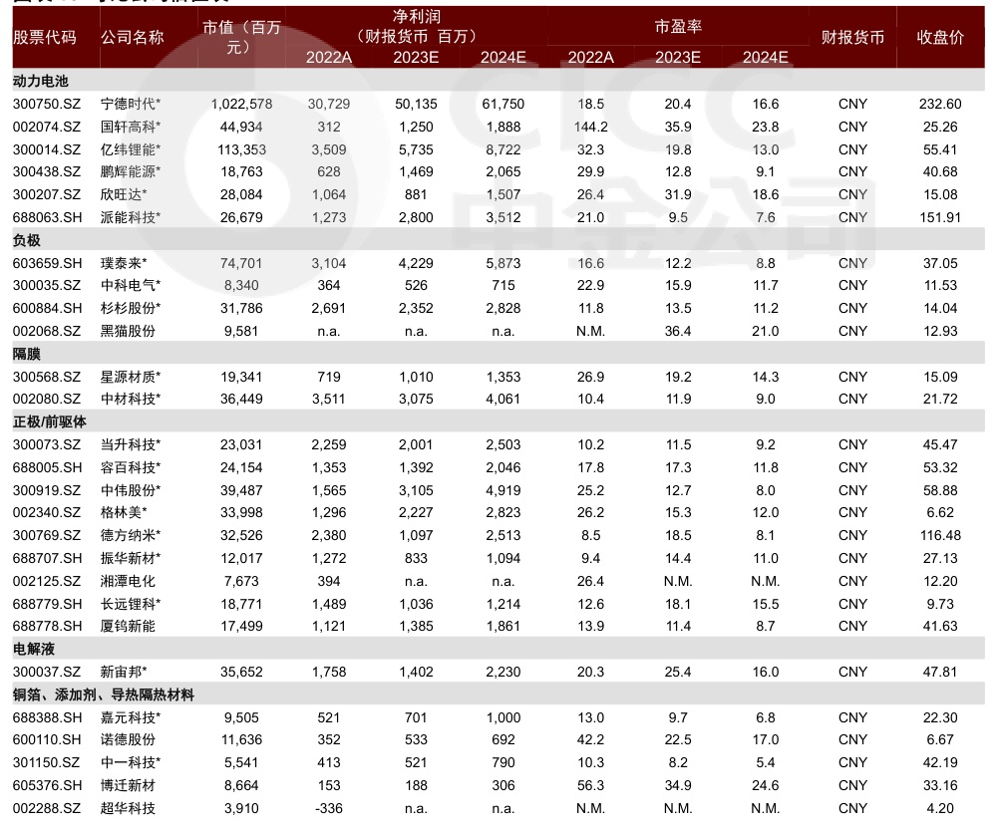 股票代码 公司名称 市值（百万元） 净利润（财报货币 百万） 市盈率 财报货币 收盘价
2022A 2023E 2024E 2022A 2023E 2024E
动力电池
300750.SZ 宁德时代* 1,022,578 30,729 50,135 61,750 18.5 20.4 16.6 CNY 232.60
002074.SZ 国轩高科* 44,934 312 1,250 1,888 144.2 35.9 23.8 CNY 25.26
300014.SZ 亿纬锂能* 113,353 3,509 5,735 8,722 32.3 19.8 13.0 CNY 55.41
300438.SZ 鹏辉能源* 18,763 628 1,469 2,065 29.9 12.8 9.1 CNY 40.68
300207.SZ 欣旺达* 28,084 1,064 881 1,507 26.4 31.9 18.6 CNY 15.08
688063.SH 派能科技* 26,679 1,273 2,800 3,512 21.0 9.5 7.6 CNY 151.91
负极
603659.SH 璞泰来* 74,701 3,104 4,229 5,873 16.6 12.2 8.8 CNY 37.05
300035.SZ 中科电气* 8,340 364 526 715 22.9 15.9 11.7 CNY 11.53
600884.SH 杉杉股份* 31,786 2,691 2,352 2,828 11.8 13.5 11.2 CNY 14.04
002068.SZ 黑猫股份 9,581 n.a. n.a. n.a. N.M. 36.4 21.0 CNY 12.93
隔膜
300568.SZ 星源材质* 19,341 719 1,010 1,353 26.9 19.2 14.3 CNY 15.09
002080.SZ 中材科技* 36,449 3,511 3,075 4,061 10.4 11.9 9.0 CNY 21.72
正极/前驱体
300073.SZ 当升科技* 23,031 2,259 2,001 2,503 10.2 11.5 9.2 CNY 45.47
688005.SH 容百科技* 24,154 1,353 1,392 2,046 17.8 17.3 11.8 CNY 53.32
300919.SZ 中伟股份* 39,487 1,565 3,105 4,919 25.2 12.7 8.0 CNY 58.88
002340.SZ 格林美* 33,998 1,296 2,227 2,823 26.2 15.3 12.0 CNY 6.62
300769.SZ 德方纳米* 32,526 2,380 1,097 2,513 8.5 18.5 8.1 CNY 116.48
688707.SH 振华新材* 12,017 1,272 833 1,094 9.4 14.4 11.0 CNY 27.13
002125.SZ 湘潭电化 7,673 394 n.a. n.a. 26.4 N.M. N.M. CNY 12.20
688779.SH 长远锂科* 18,771 1,489 1,036 1,214 12.6 18.1 15.5 CNY 9.73
688778.SH 厦钨新能 17,499 1,121 1,385 1,861 13.9 11.4 8.7 CNY 41.63
电解液
300037.SZ 新宙邦* 35,652 1,758 1,402 2,230 20.3 25.4 16.0 CNY 47.81
铜箔、添加剂、导热隔热材料
688388.SH 嘉元科技* 9,505 521 701 1,000 13.0 9.7 6.8 CNY 22.30
600110.SH 诺德股份 11,636 352 533 692 42.2 22.5 17.0 CNY 6.67
301150.SZ 中一科技* 5,541 413 521 790 10.3 8.2 5.4 CNY 42.19
605376.SH 博迁新材 8,664 153 188 306 56.3 34.9 24.6 CNY 33.16
002288.SZ 超华科技 3,910 -336 n.a. n.a. N.M. N.M. N.M. CNY 4.20
CICC
中金公司